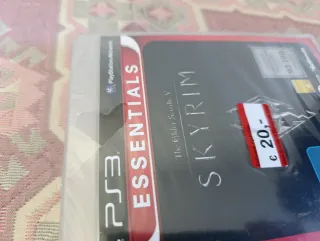 PlayStation Network
PS3
ESSENTIALS
The Elder Scrolls V
SKYRIM
€ 20,-